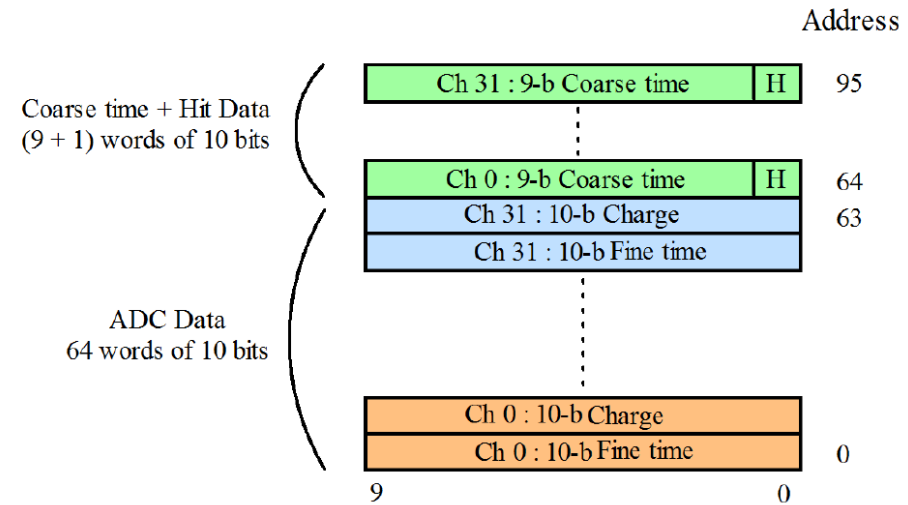 Address
Ch 31 : 9-b Coarse time H 95
Coarse time + Hit Data
(9 + 1) words of 10 bits
Ch 0 : 9-b Coarse time H 64
Ch 31 : 10-b Charge 63
Ch 31 : 10-b Fine time
ADC Data
64 words of 10 bits
Ch 0 : 10-b Charge
Ch 0 : 10-b Fine time 0
9 0